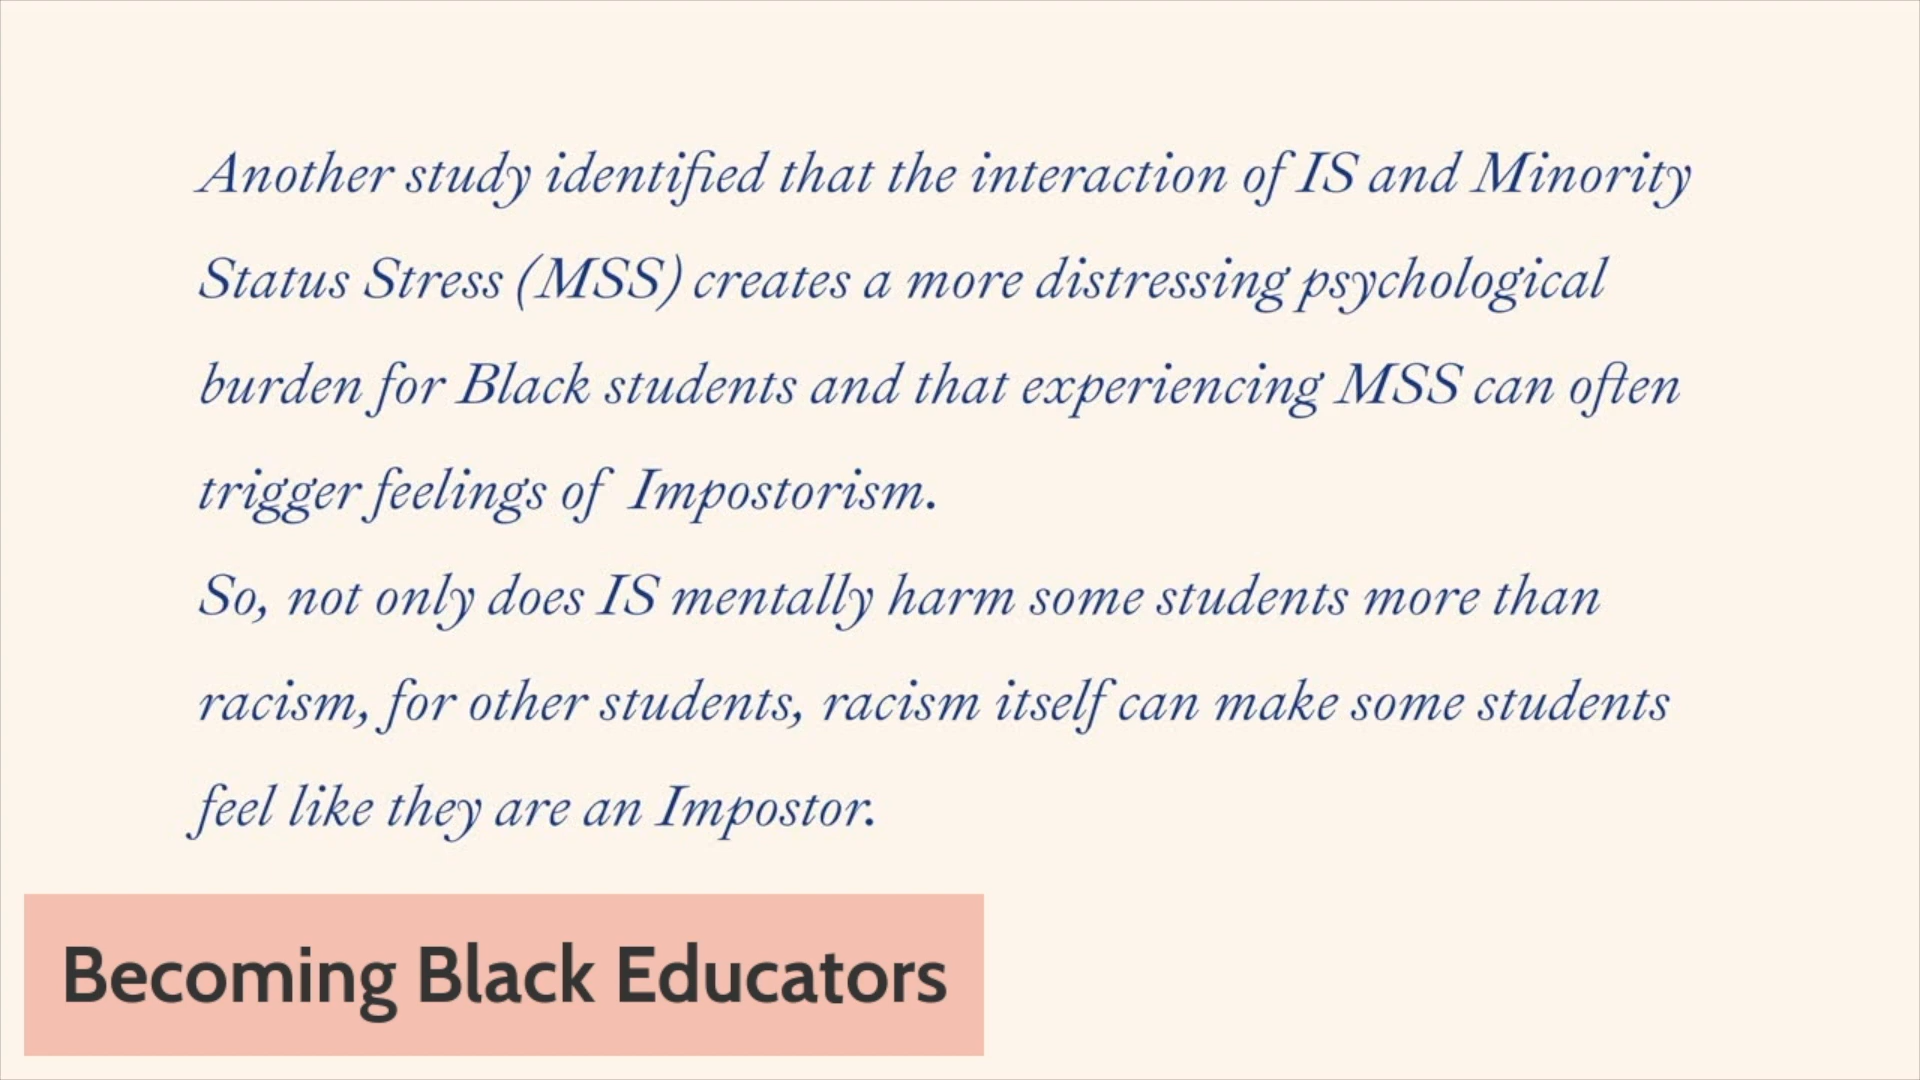 Another study identified that the interaction of IS and Minority
Status Stress (MSS) creates a more distressing psychological
burden for Black students and that experiencing MSS can often
trigger feelings of  Impostorism.
So, not only does IS mentally harm some students more than
racism, for other students, racism itself can make some students
feel like they are an Impostor.
Becoming Black Educators